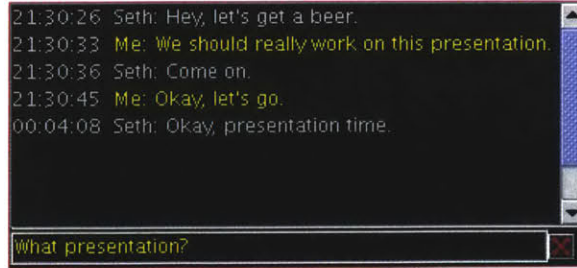 21:30:26 Seth: Hey, let's get a beer.
21:30:33 Me: We should really work on this presentation.
21:30:36 Seth: Come on.
21:30:45 Me: Okay, let's go.
00:04:08 Seth: Okay, presentation time.
What presentation?